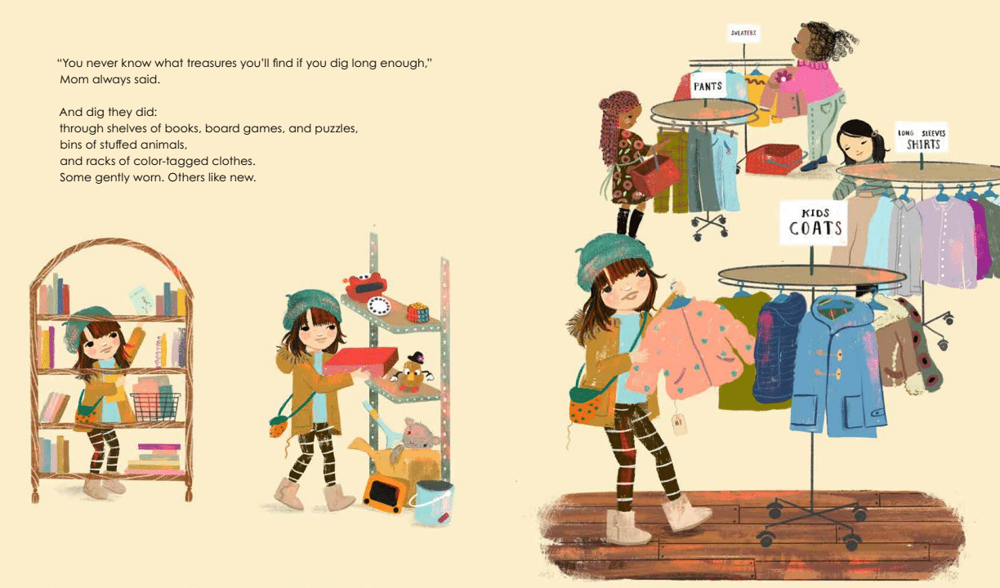 “You never know what treasures you’ll find if you dig long enough,”
Mom always said.
And dig they did:
through shelves of books, board games, and puzzles,
bins of stuffed animals,
and racks of color-tagged clothes.
Some gently worn. Others like new.
SWEATERS
PANTS
LONG SLEEVES
SHIRTS
KIDS
COATS